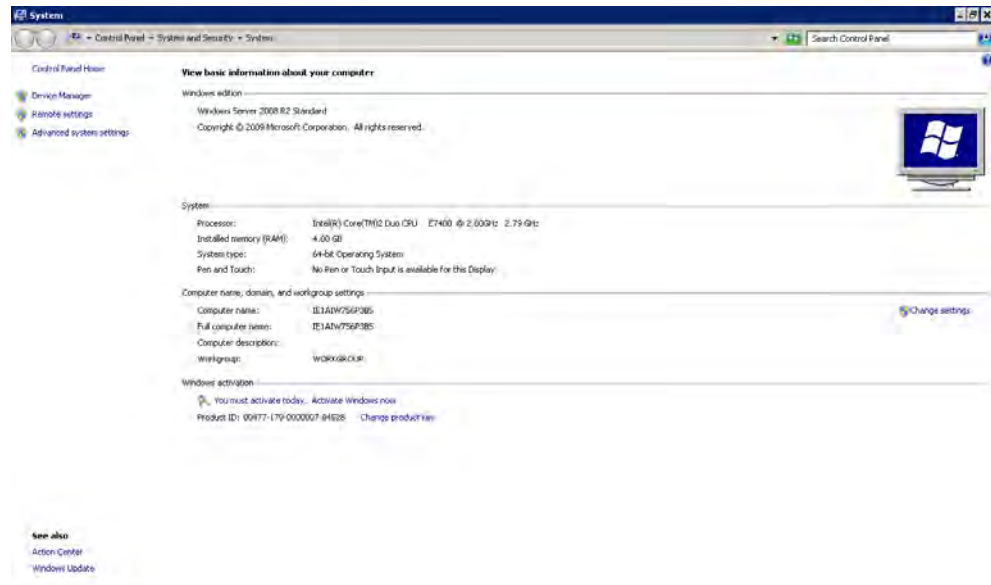 System
Control Panel System and Security System
Search Control Panel
Control Panel Home
Device Manager
Remote settings
Advanced system settings
View basic information about your computer
Windows edition
Windows Server 2008 R2 Standard
Copyright © 2009 Microsoft Corporation. All rights reserved.
System
Processor: Intel(R) Core(TM)2 Duo CPU E7400 @ 2.79 GHz
Installed memory (RAM): 4.00 GB
System type: 64-bit Operating System
Pen and Touch: No Pen or Touch Input is available for this Display
Computer name, domain, and workgroup settings
Computer name:
Full computer name:
Computer description:
Workgroup: WORKGROUP
Change settings
Windows activation
You must activate today. Activate Windows now
Product ID: Change product key
See also
Action Center
Windows Update